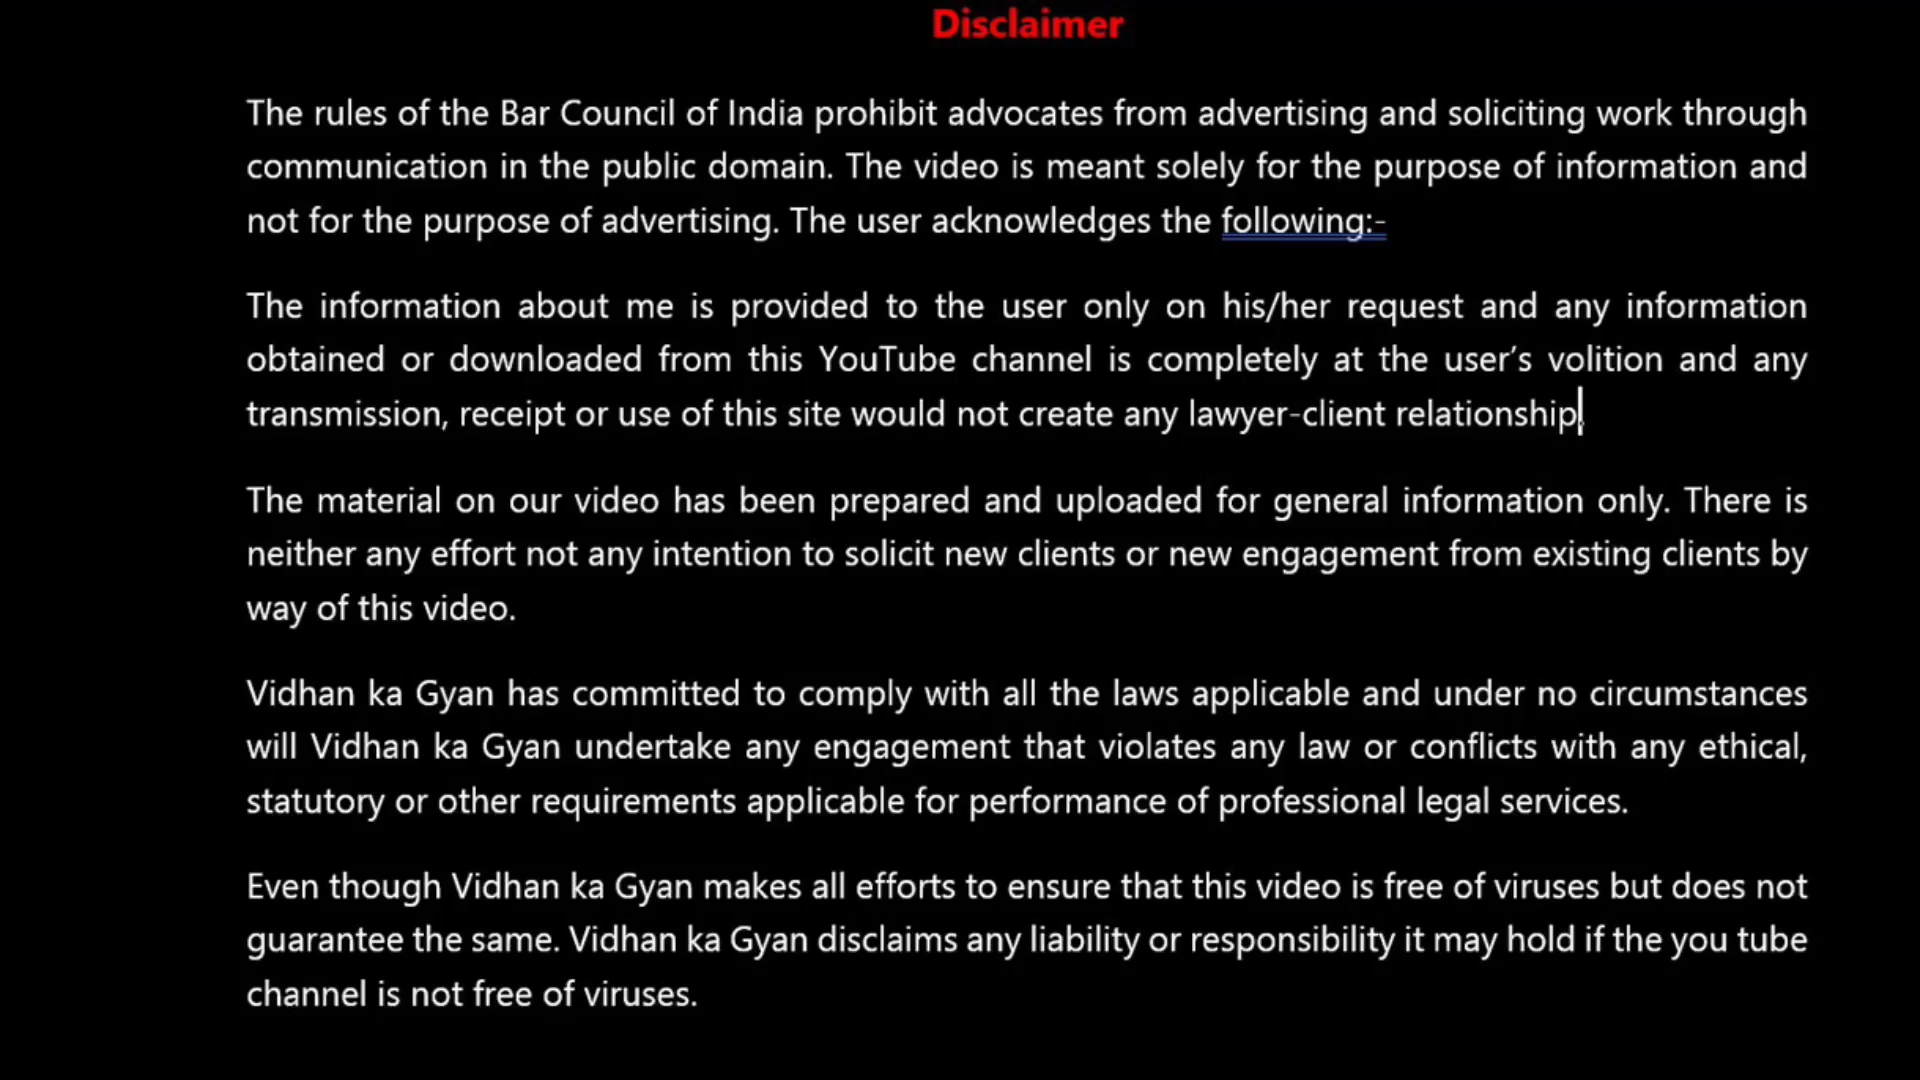 Disclaimer
The rules of the Bar Council of India prohibit advocates from advertising and soliciting work through
communication in the public domain. The video is meant solely for the purpose of information and
not for the purpose of advertising. The user acknowledges the following:-
The information about me is provided to the user only on his/her request and any information
obtained or downloaded from this YouTube channel is completely at the user’s volition and any
transmission, receipt or use of this site would not create any lawyer-client relationship.
The material on our video has been prepared and uploaded for general information only. There is
neither any effort not any intention to solicit new clients or new engagement from existing clients by
way of this video.
Vidhan ka Gyan has committed to comply with all the laws applicable and under no circumstances
will Vidhan ka Gyan undertake any engagement that violates any law or conflicts with any ethical,
statutory or other requirements applicable for performance of professional legal services.
Even though Vidhan ka Gyan makes all efforts to ensure that this video is free of viruses but does not
guarantee the same. Vidhan ka Gyan disclaims any liability or responsibility it may hold if the you tube
channel is not free of viruses.